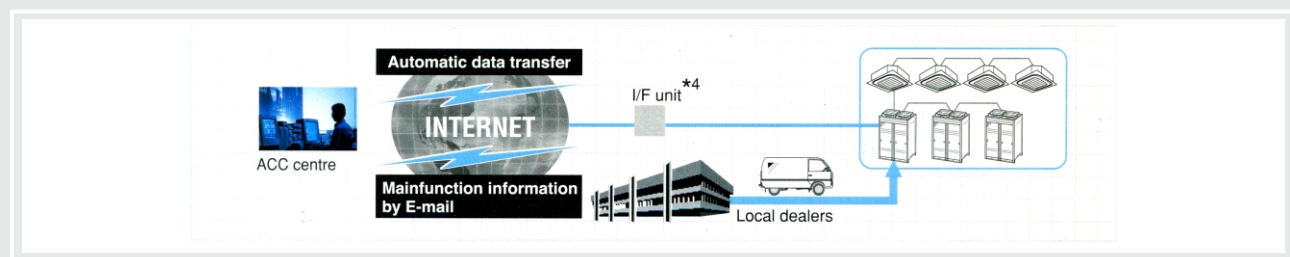 Automatic data transfer
INTERNET
I/F unit*4
ACC centre
Mainfunction information
by E-mail
Local dealers